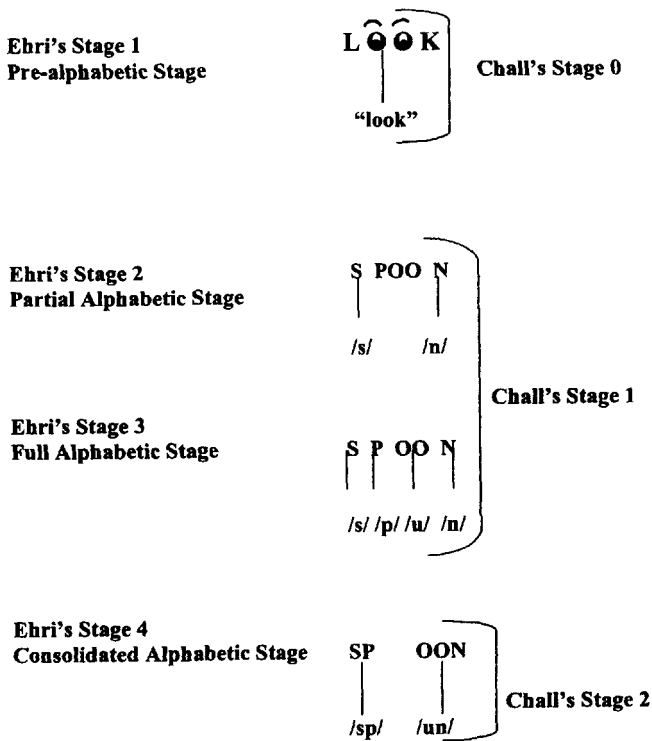 Ehri's Stage 1
Pre-alphabetic Stage
L K
"look"
Chall's Stage 0
Ehri's Stage 2
Partial Alphabetic Stage
S POO N
/s/ /n/
Chall's Stage 1
Ehri's Stage 3
Full Alphabetic Stage
S P OO N
/s/ /p/ /u/ /n/
Ehri's Stage 4
Consolidated Alphabetic Stage
SP OON
/sp/ /un/
Chall's Stage 2